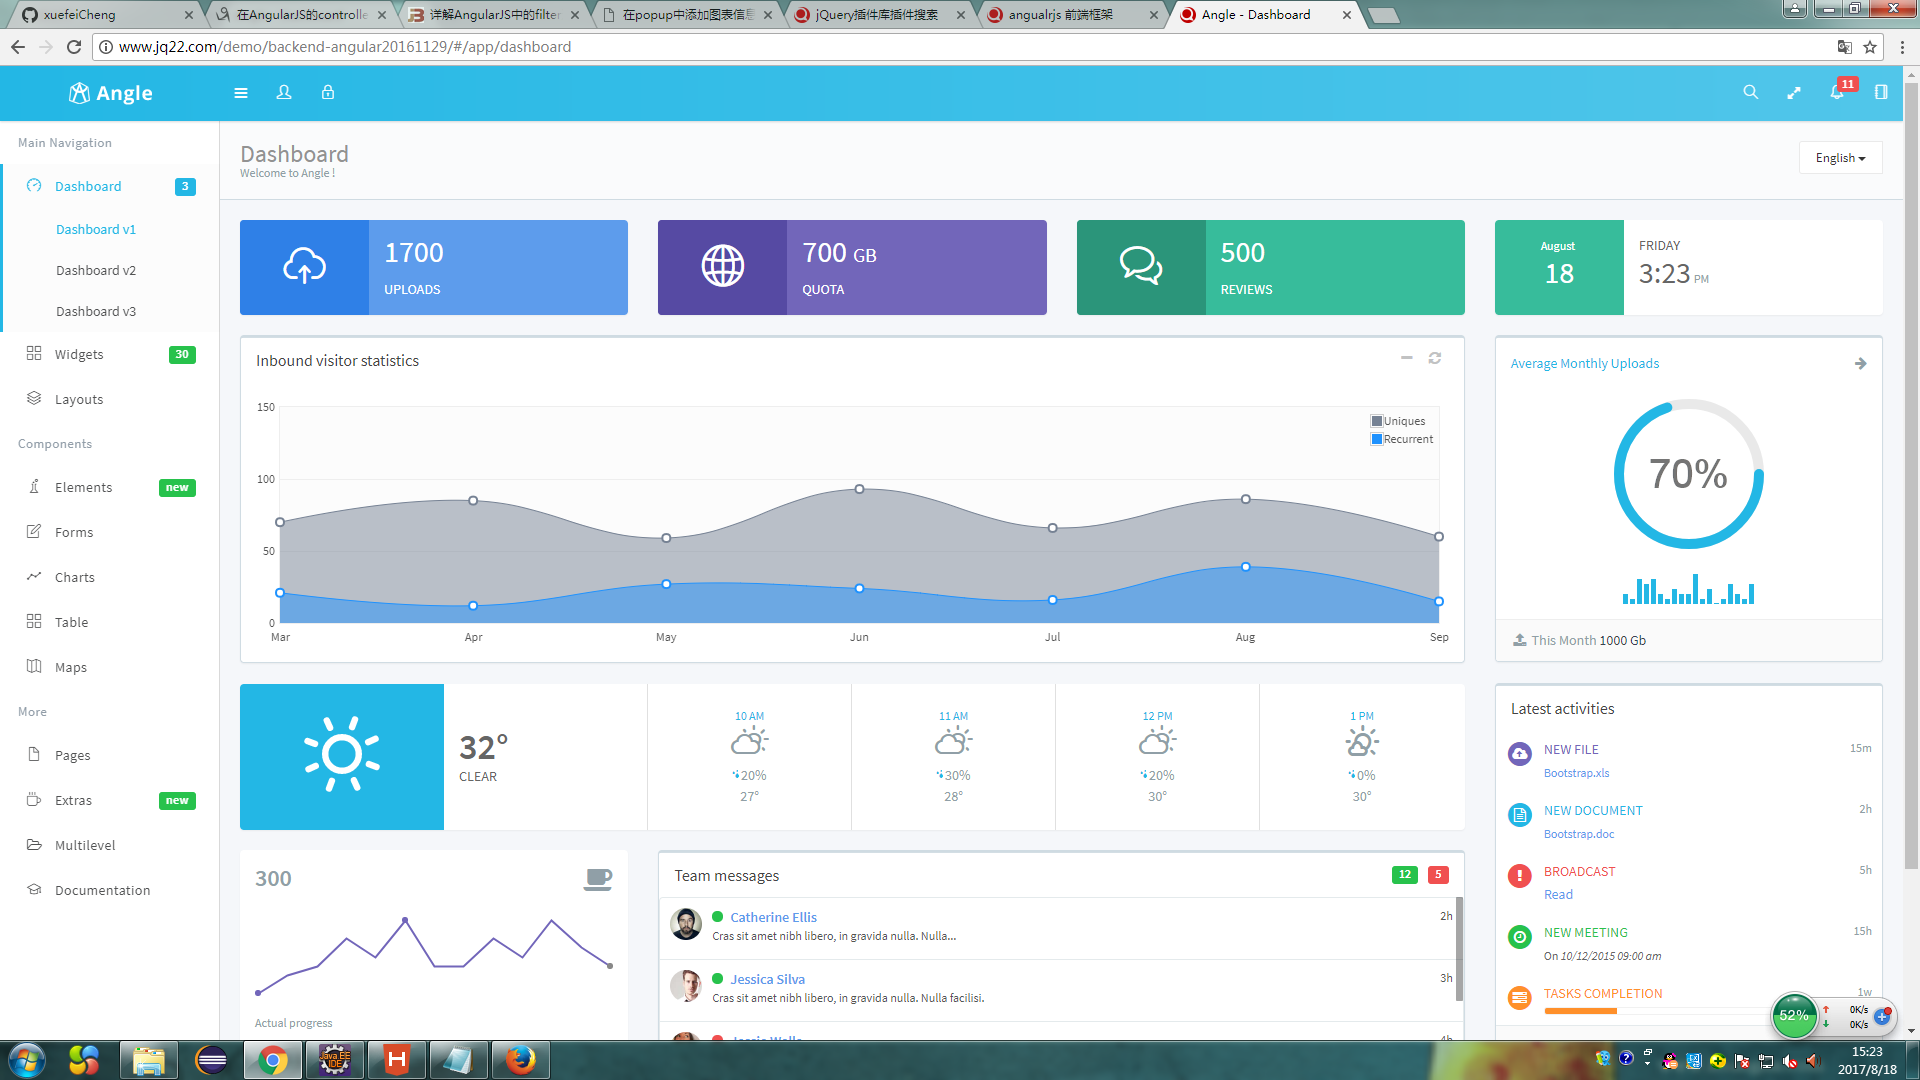 xuefeiCheng
在AngularJS的controlle
详解AngularJS中的filter
在popup中添加图表信息
jQuery插件库插件搜索
angualrjs 前端框架
Angle - Dashboard
www.jq22.com/demo/backend-angular20161129/#/app/dashboard
Angle
11
Main Navigation
Dashboard
3
Dashboard v1
Dashboard v2
Dashboard v3
Widgets
30
Layouts
Components
Elements
new
Forms
Charts
Table
Maps
More
Pages
Extras
new
Multilevel
Documentation
Dashboard
Welcome to Angle !
English
1700
UPLOADS
700 GB
QUOTA
500
REVIEWS
August
18
FRIDAY
3:23 PM
Inbound visitor statistics
150
100
50
0
Uniques
Recurrent
Mar
Apr
May
Jun
Jul
Aug
Sep
Average Monthly Uploads
70%
This Month 1000 Gb
32°
CLEAR
10 AM
20%
27°
11 AM
30%
28°
12 PM
20%
30°
1 PM
0%
30°
Latest activities
NEW FILE
15m
Bootstrap.xls
NEW DOCUMENT
2h
Bootstrap.doc
BROADCAST
5h
Read
NEW MEETING
15h
On 10/12/2015 09:00 am
TASKS COMPLETION
1w
300
Actual progress
Team messages
12
5
Catherine Ellis
2h
Cras sit amet nibh libero, in gravida nulla. Nulla...
Jessica Silva
3h
Cras sit amet nibh libero, in gravida nulla. Nulla facilisi.
52%
0K/s
0K/s
Java EE
IDE
15:23
2017/8/18